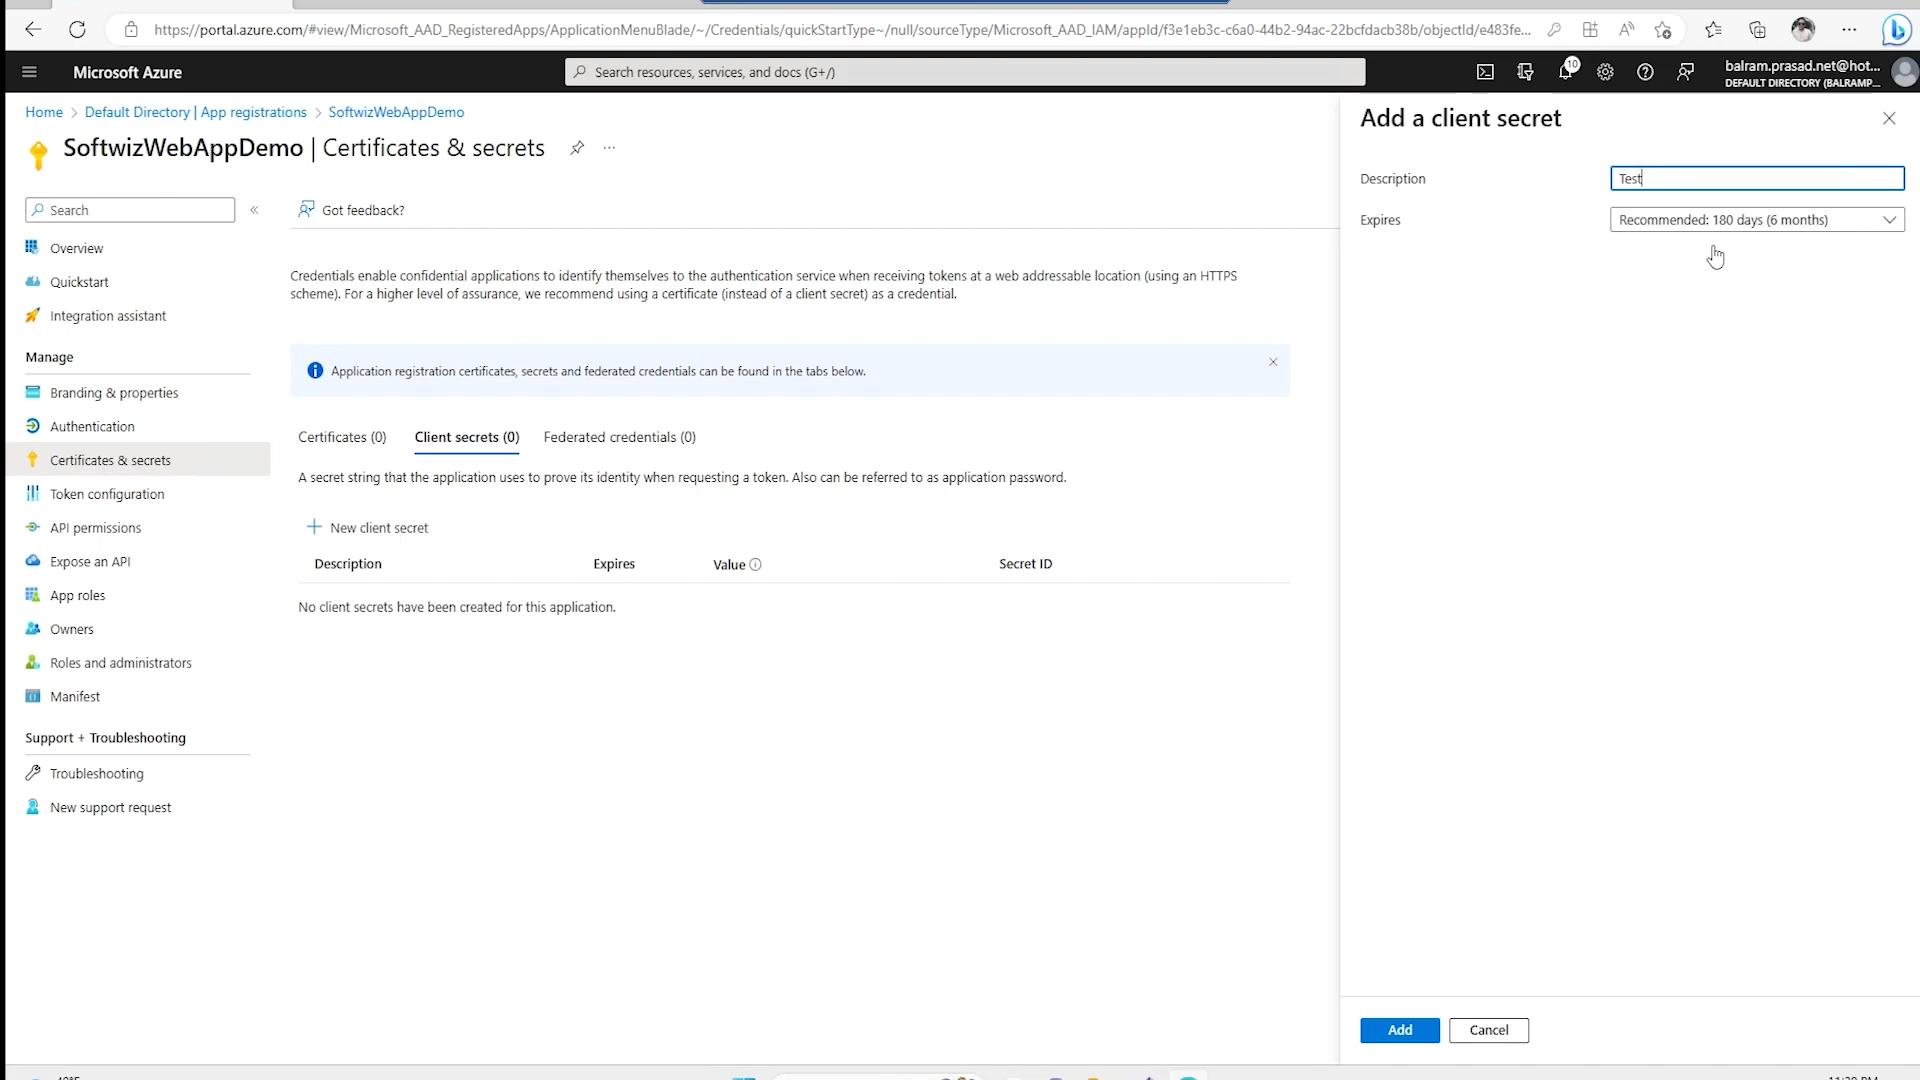 https://portal.azure.com/#view/Microsoft_AAD_RegisteredApps/ApplicationMenuBlade/~/Credentials/quickStartType~/null/sourceType/Microsoft_AAD_IAM/appId/f3e1eb3c-c6a0-44b2-94ac-22bcfdacb38b/objectId/e483fe...
Microsoft Azure
Search resources, services, and docs (G+/)
10
balram.prasad.net@hot...
DEFAULT DIRECTORY (BALRAMP...
Home > Default Directory | App registrations > SoftwizWebAppDemo
SoftwizWebAppDemo | Certificates & secrets
Search
Overview
Quickstart
Integration assistant
Manage
Branding & properties
Authentication
Certificates & secrets
Token configuration
API permissions
Expose an API
App roles
Owners
Roles and administrators
Manifest
Support + Troubleshooting
Troubleshooting
New support request
Got feedback?
Credentials enable confidential applications to identify themselves to the authentication service when receiving tokens at a web addressable location (using an HTTPS
scheme). For a higher level of assurance, we recommend using a certificate (instead of a client secret) as a credential.
Application registration certificates, secrets and federated credentials can be found in the tabs below.
Certificates (0) Client secrets (0) Federated credentials (0)
A secret string that the application uses to prove its identity when requesting a token. Also can be referred to as application password.
New client secret
Description Expires Value Secret ID
No client secrets have been created for this application.
Add a client secret
Description Test
Expires Recommended: 180 days (6 months)
Add Cancel